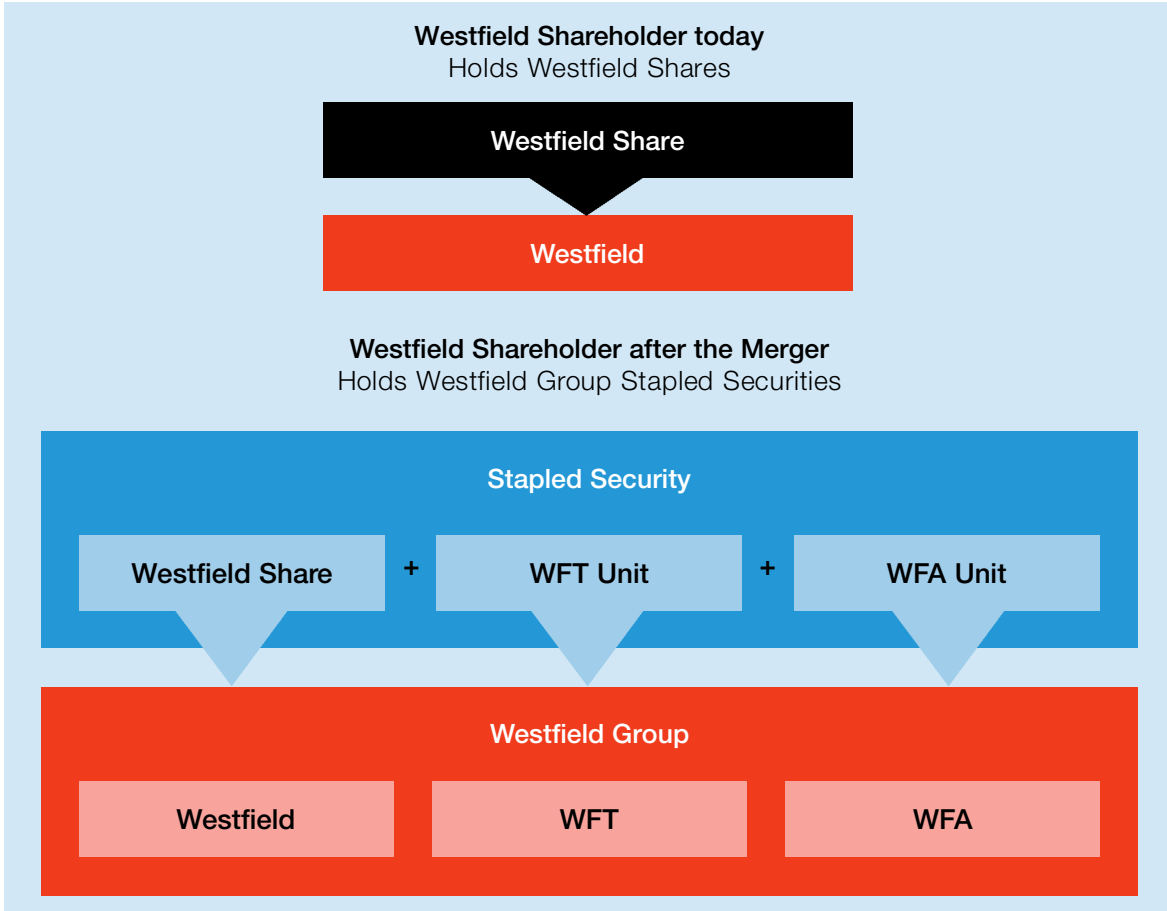 Westfield Shareholder today
Holds Westfield Shares
Westfield Share
Westfield
Westfield Shareholder after the Merger
Holds Westfield Group Stapled Securities
Stapled Security
Westfield Share + WFT Unit + WFA Unit
Westfield Group
Westfield WFT WFA